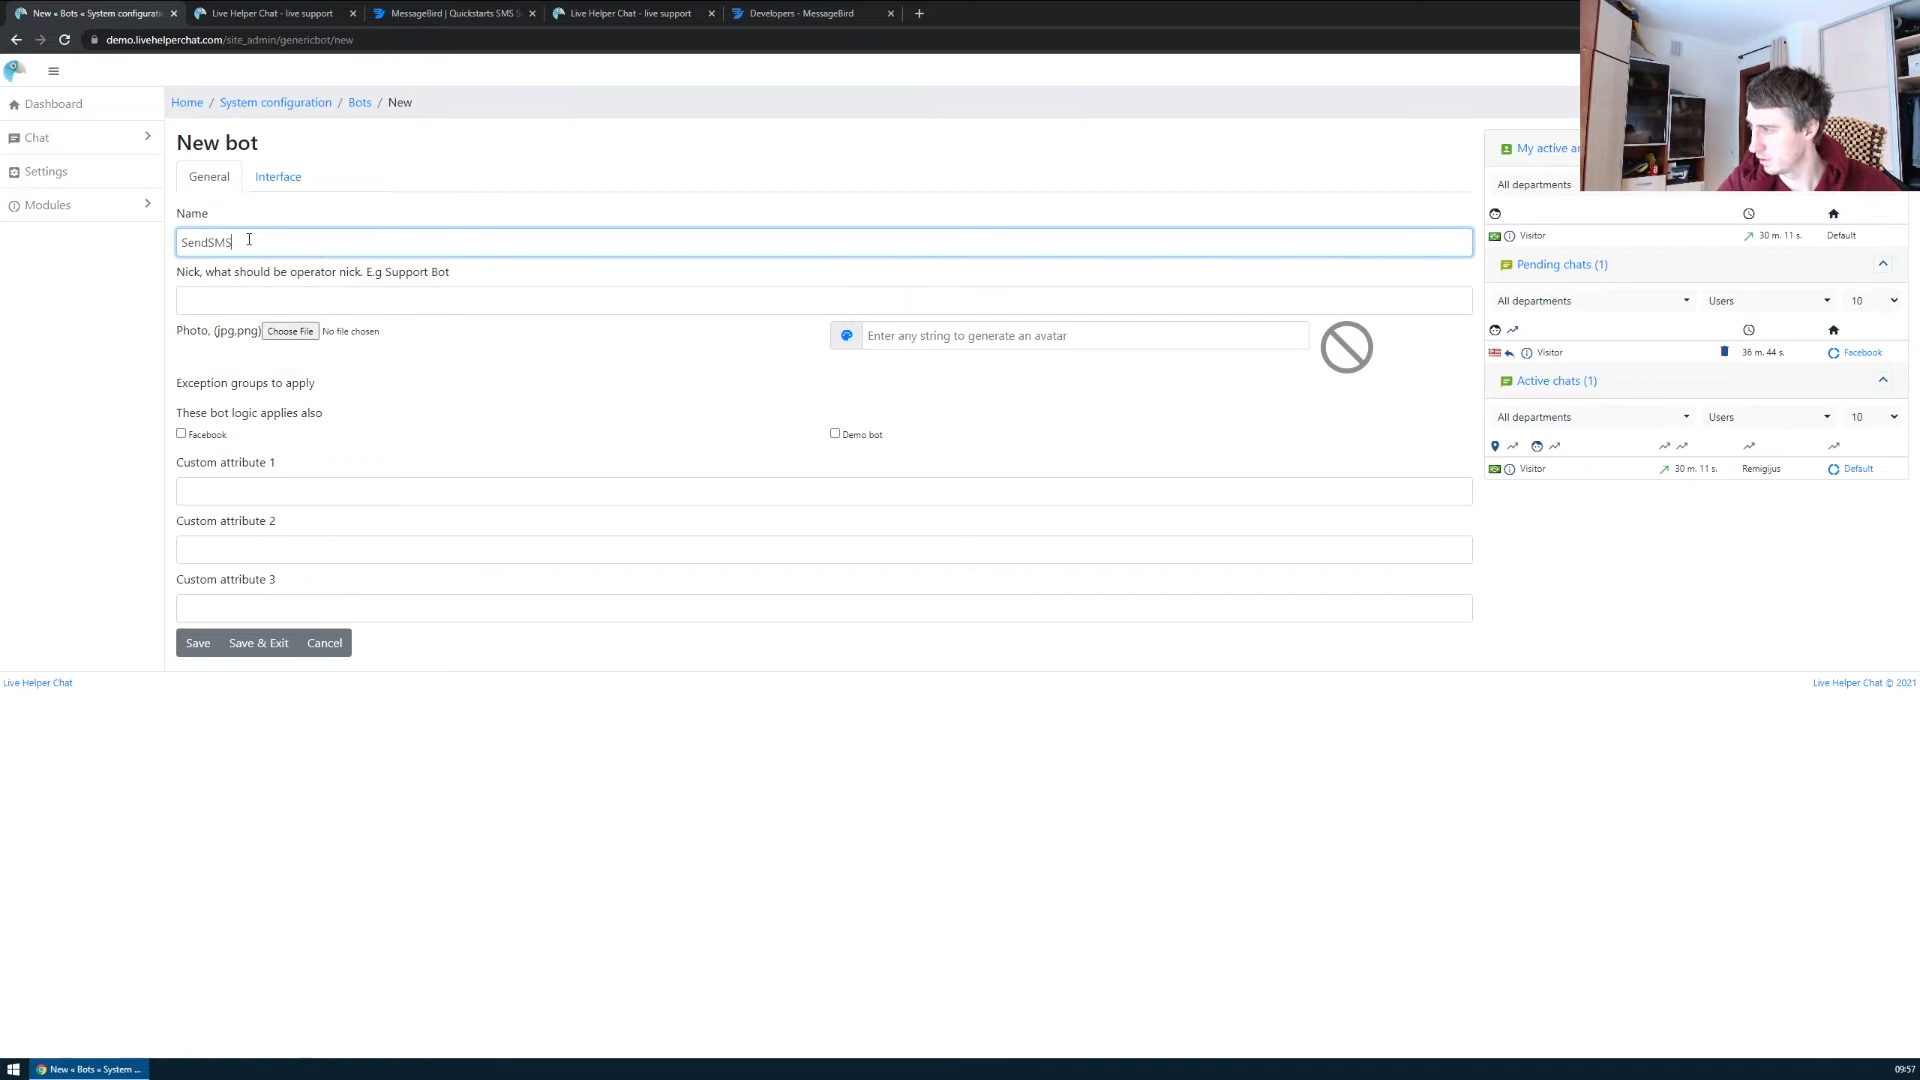 New « Bots « System configurati
Live Helper Chat - live support
MessageBird | Quickstarts SMS S
Live Helper Chat - live support
Developers - MessageBird
demo.livehelperchat.com/site_admin/genericbot/new
Dashboard
Chat
Settings
Modules
Home / System configuration / Bots / New
New bot
General
Interface
Name
SendSMS
Nick, what should be operator nick. E.g Support Bot
Photo, (jpg,png)
Choose File
No file chosen
Enter any string to generate an avatar
Exception groups to apply
These bot logic applies also
Facebook
Demo bot
Custom attribute 1
Custom attribute 2
Custom attribute 3
Save
Save & Exit
Cancel
My active a
All departments
Visitor
30 m. 11 s.
Default
Pending chats (1)
All departments
Users
10
Visitor
36 m. 44 s.
Facebook
Active chats (1)
All departments
Users
10
Visitor
30 m. 11 s.
Remigijus
Default
Live Helper Chat
Live Helper Chat © 2021
New « Bots « System ...
09:57